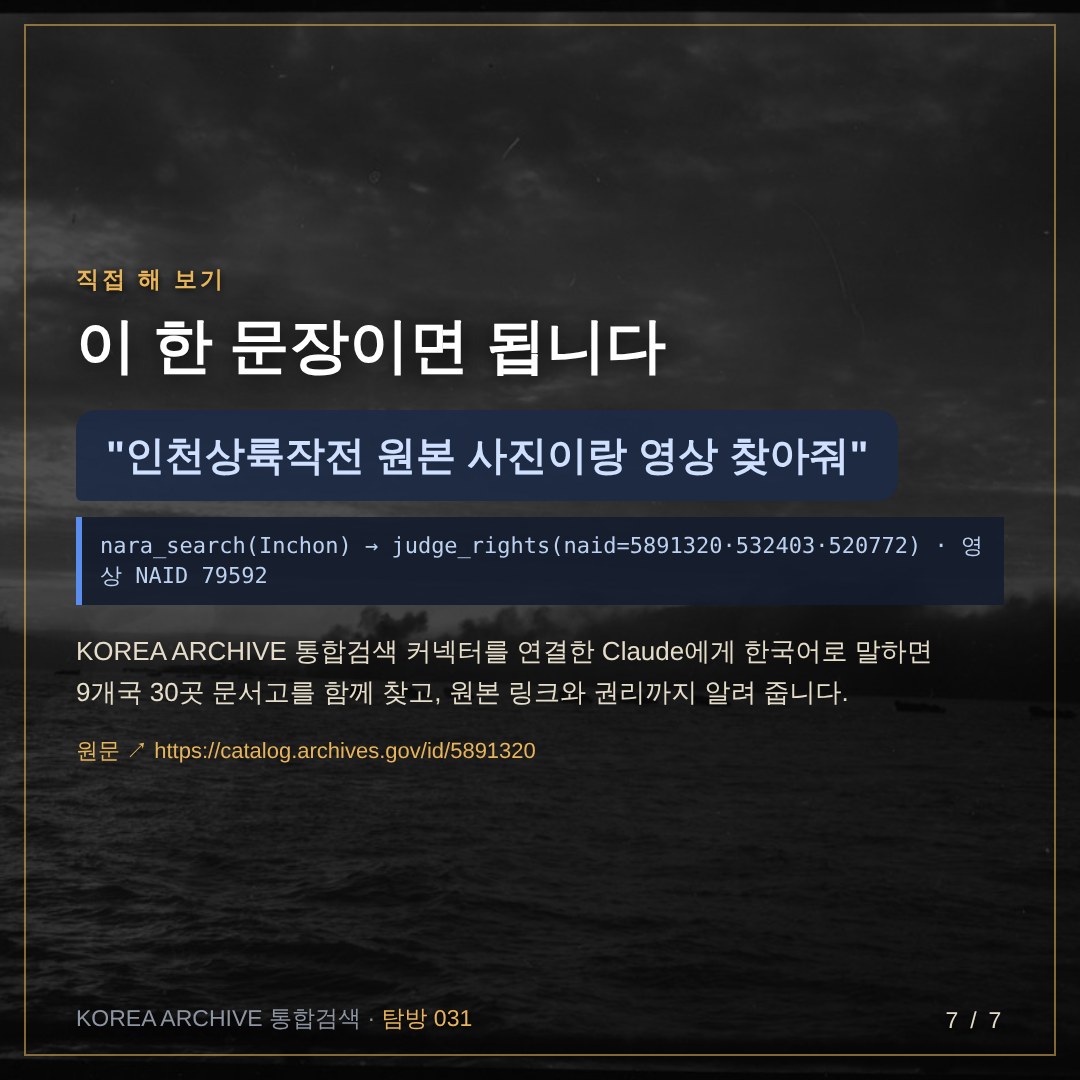 직접 해 보기
이 한 문장이면 됩니다
"인천상륙작전 원본 사진이랑 영상 찾아줘"
nara_search(Inchon) → judge_rights(naid=5891320·532403·520772) · 영
상 NAID 79592
KOREA ARCHIVE 통합검색 커넥터를 연결한 Claude에게 한국어로 말하면
9개국 30곳 문서고를 함께 찾고, 원본 링크와 권리까지 알려 줍니다.
원문 ↗ https://catalog.archives.gov/id/5891320
KOREA ARCHIVE 통합검색 · 탐방 031
7 / 7